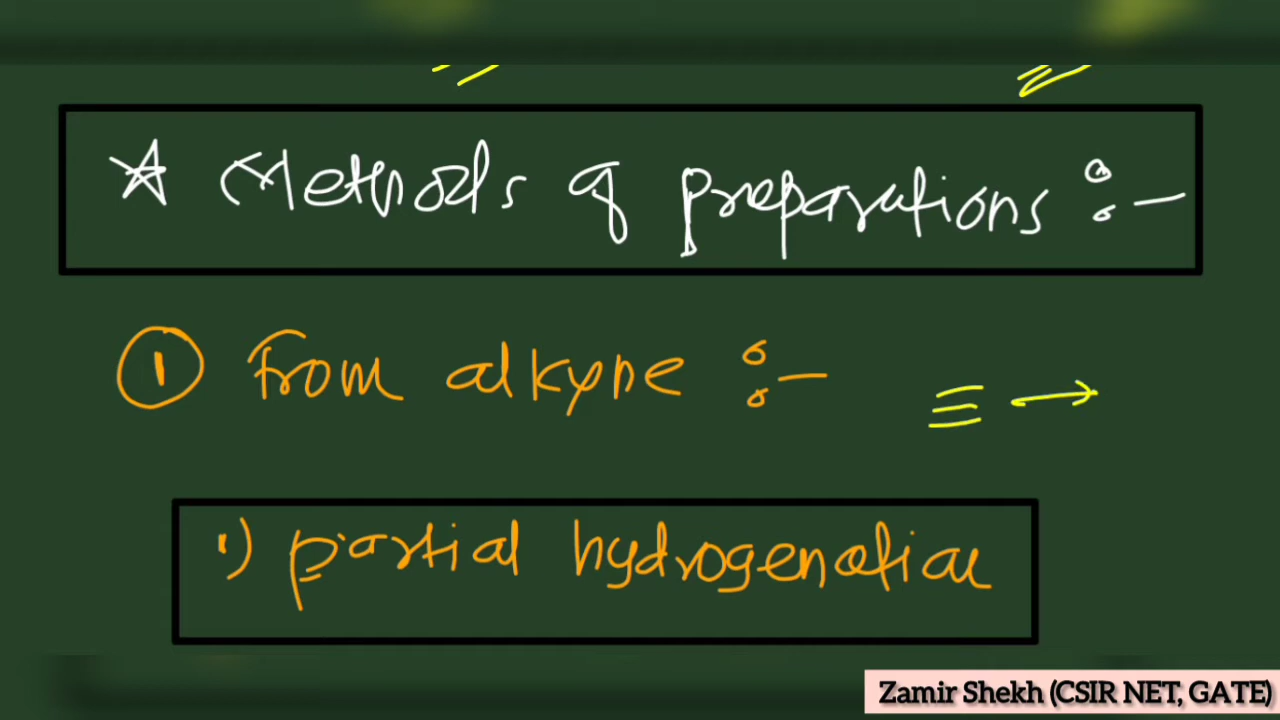 ☆ Methods of preparations :-
① from alkyne :- ≡ →
1) partial hydrogenation
Zamir Shekh (CSIR NET, GATE)